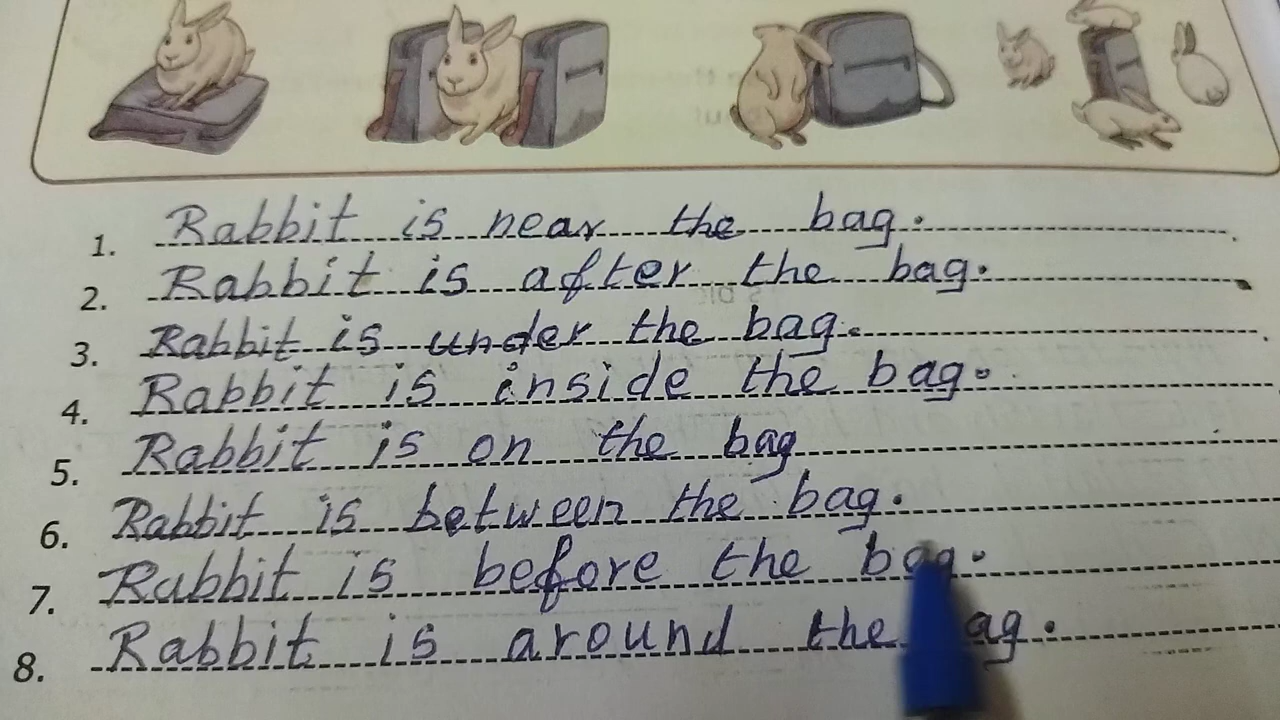 1. Rabbit is near the bag.
2. Rabbit is after the bag.
3. Rabbit is under the bag.
4. Rabbit is inside the bag.
5. Rabbit is on the bag
6. Rabbit is between the bag.
7. Rabbit is before the bag.
8. Rabbit is around the ag.